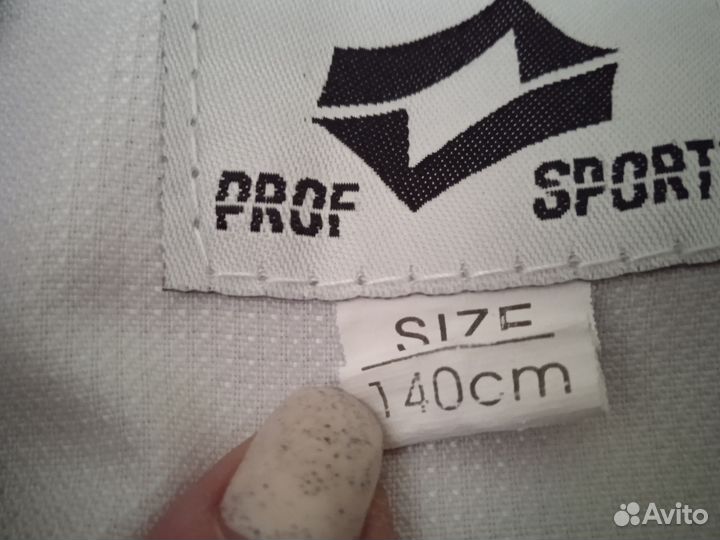 PROF SPORT
SIZE
140cm
Avito